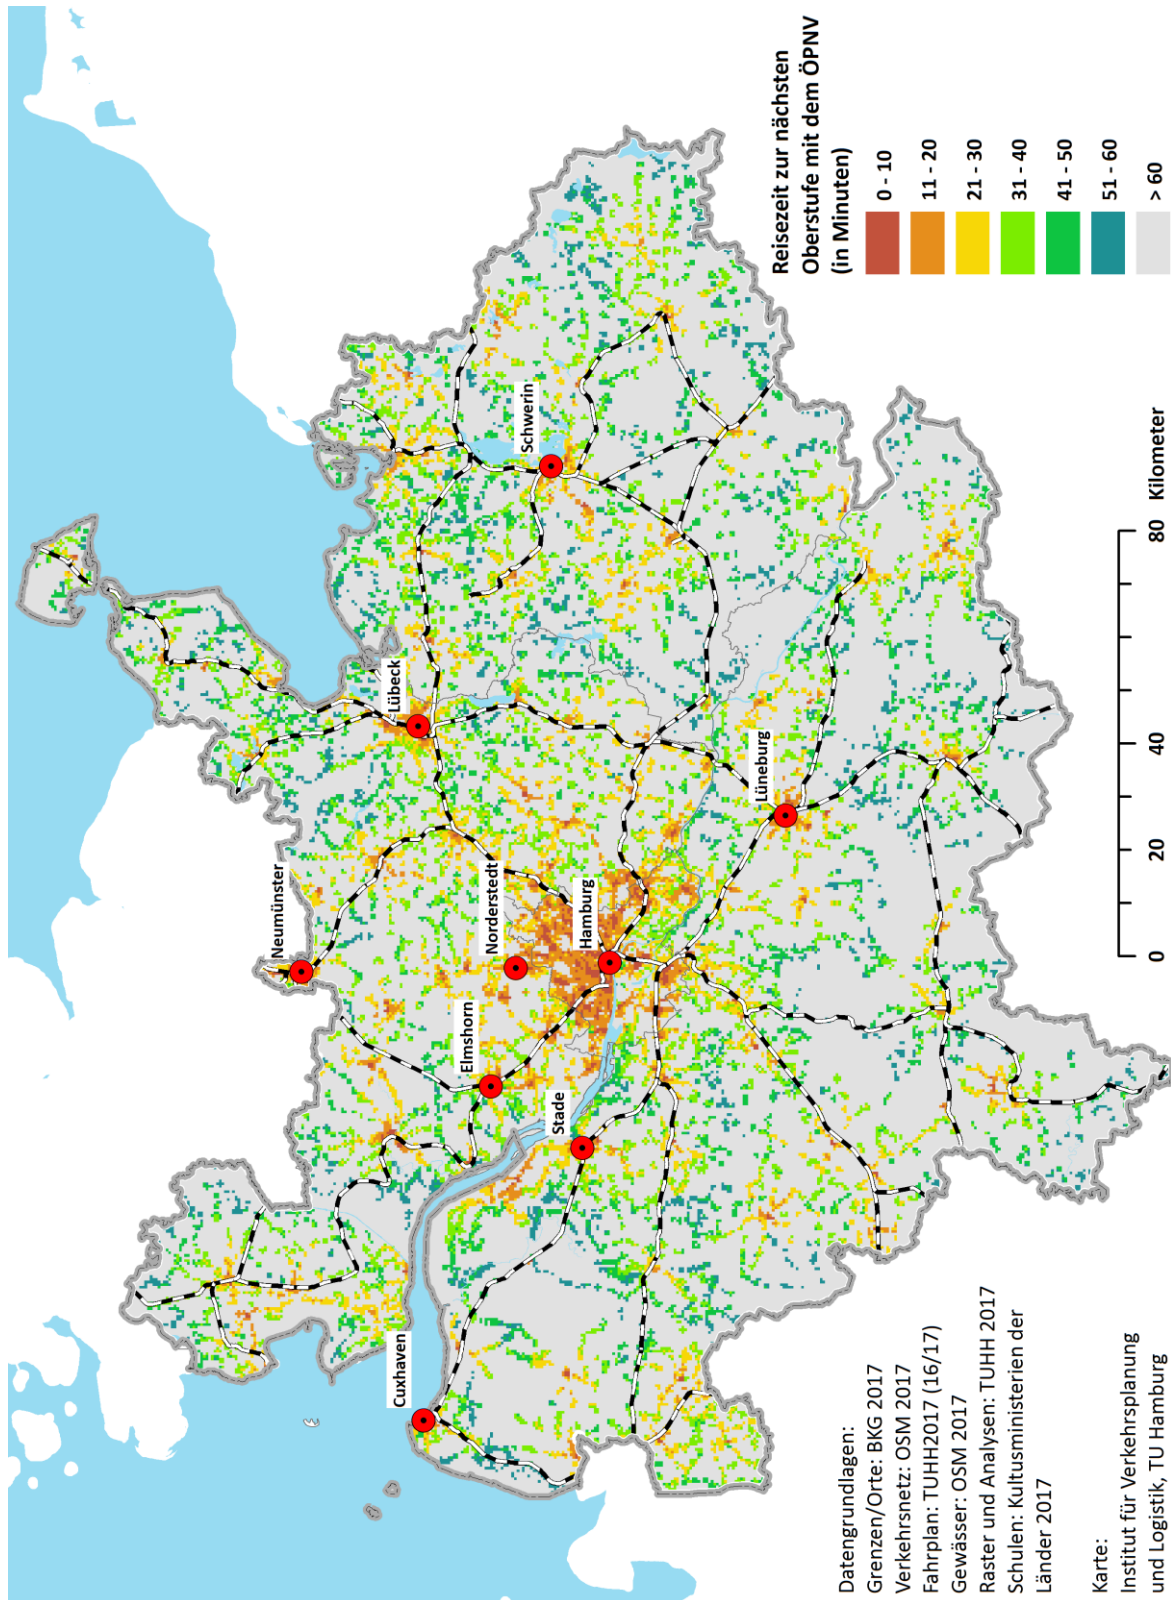 Neumünster
Lübeck
Schwerin
Cuxhaven
Elmshorn
Norderstedt
Stade
Hamburg
Lüneburg
Reisezeit zur nächsten
Oberstufe mit dem ÖPNV
(in Minuten)
0 - 10
11 - 20
21 - 30
31 - 40
41 - 50
51 - 60
> 60
Datengrundlagen:
Grenzen/Orte: BKG 2017
Verkehrsnetz: OSM 2017
Fahrplan: TUHH2017 (16/17)
Gewässer: OSM 2017
Raster und Analysen: TUHH 2017
Schulen: Kultusministerien der
Länder 2017
Karte:
Institut für Verkehrsplanung
und Logistik, TU Hamburg
0 20 40 80 Kilometer